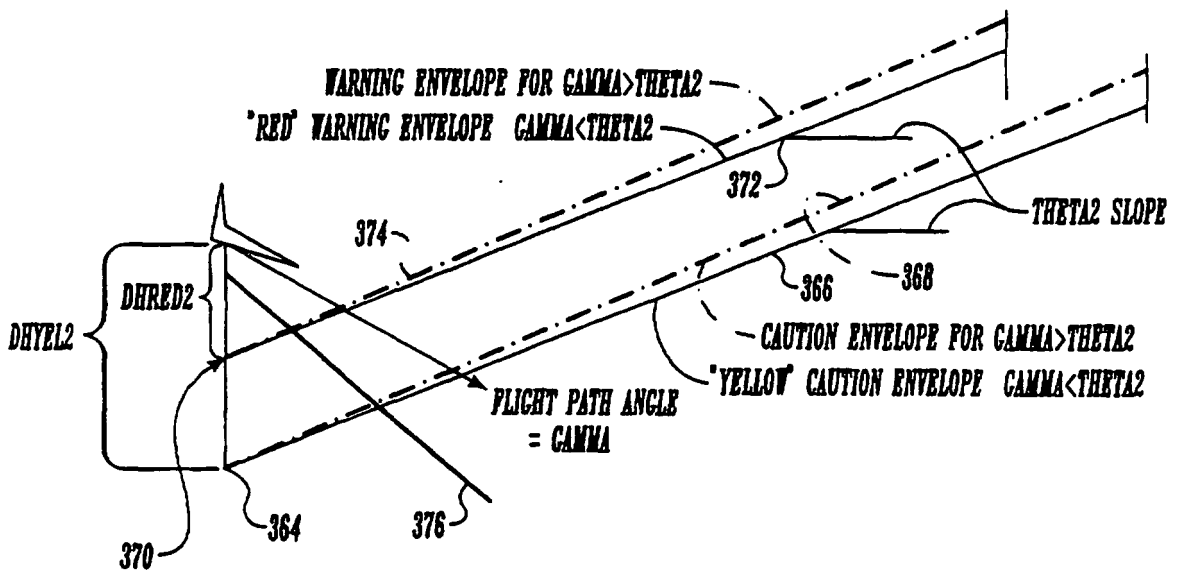 WARNING ENVELOPE FOR GAMMA>THETA2
"RED" WARNING ENVELOPE GAMMA<THETA2
372
THETA2 SLOPE
374
368
366
DHRED2
DHYEL2
CAUTION ENVELOPE FOR GAMMA>THETA2
"YELLOW" CAUTION ENVELOPE GAMMA<THETA2
FLIGHT PATH ANGLE
= GAMMA
364
376
370